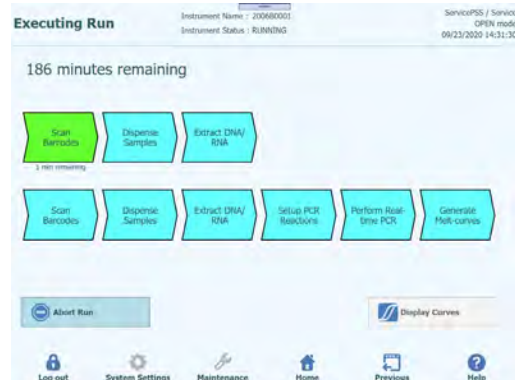 Executing Run
Instrument Name : 200680001
Instrument Status : RUNNING
ServicePSS / Service
OPEN mode
09/23/2020 14:31:30
186 minutes remaining
Scan
Barcodes
Dispense
Samples
Extract DNA/
RNA
1 min remaining
Scan
Barcodes
Dispense
Samples
Extract DNA/
RNA
Setup PCR
Reactions
Perform Real-
time PCR
Generate
Melt-curves
Abort Run
Display Curves
Log out
System Settings
Maintenance
Home
Previous
Help